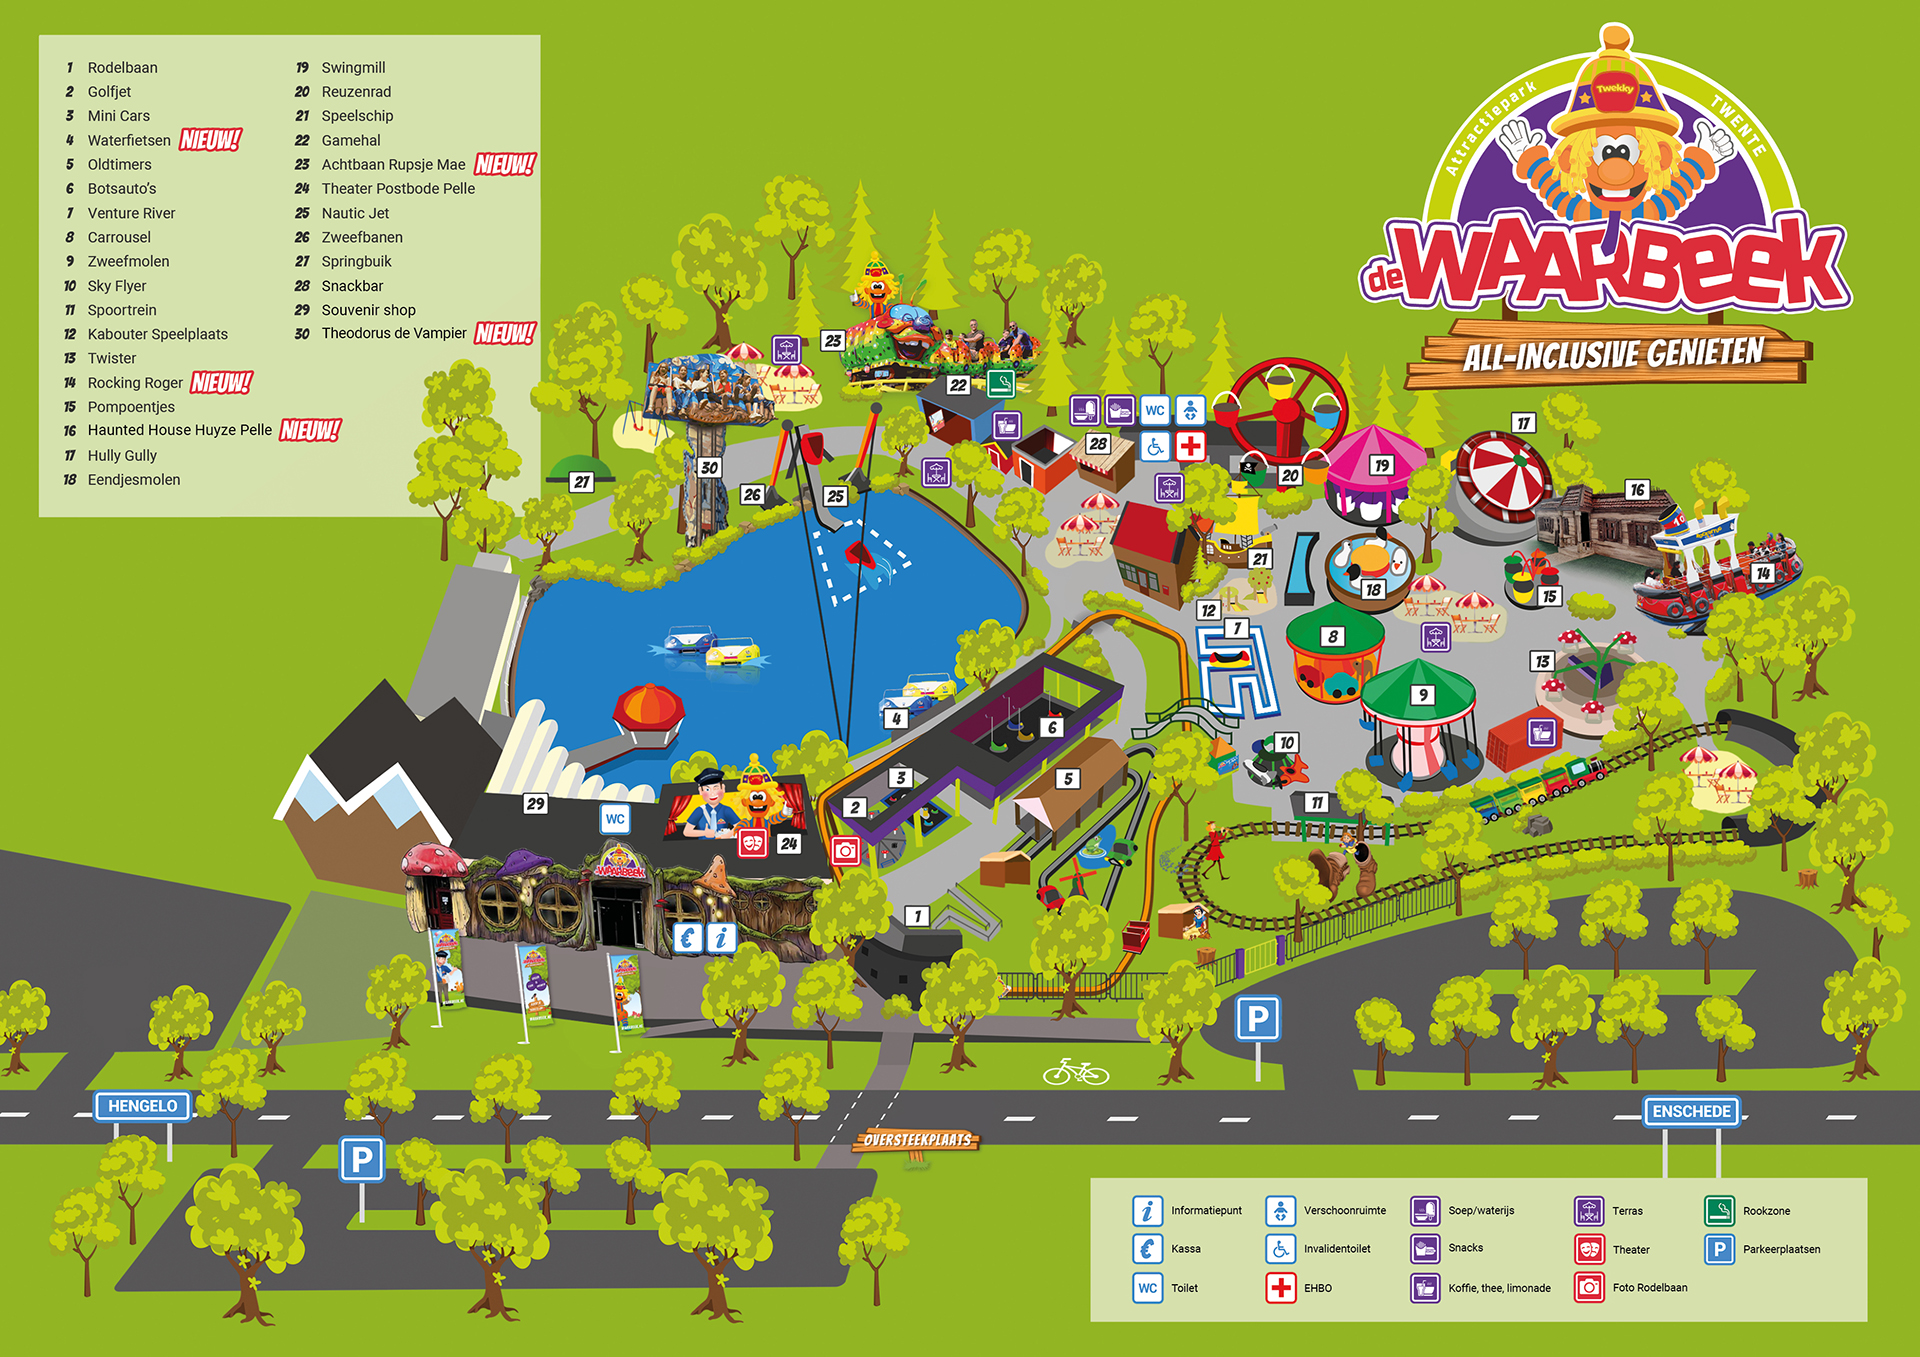 1 Rodelbaan
2 Golfjet
3 Mini Cars
4 Waterfietsen NIEUW!
5 Oldtimers
6 Botsauto's
7 Venture River
8 Carrousel
9 Zweefmolen
10 Sky Flyer
11 Spoortrein
12 Kabouter Speelplaats
13 Twister
14 Rocking Roger NIEUW!
15 Pompoentjes
16 Haunted House Huyze Pelle NIEUW!
17 Hully Gully
18 Eendjesmolen
19 Swingmill
20 Reuzenrad
21 Speelschip
22 Gamehal
23 Achtbaan Rupsje Mae NIEUW!
24 Theater Postbode Pelle
25 Nautic Jet
26 Zweefbanen
27 Springbuik
28 Snackbar
29 Souvenir shop
30 Theodorus de Vampier NIEUW!
Attractiepark TWENTE
Twekky
de WAARBEEK
ALL-INCLUSIVE GENIETEN
23
22
17
28
WC
19
20
30
27
26
25
16
21
14
18
15
12
7
8
13
9
4
6
10
5
3
2
11
29
WC
24
WAARBEEK
1
€ i
P
HENGELO
ENSCHEDE
OVERSTEEKPLAATS
P
i Informatiepunt
€ Kassa
WC Toilet
Verschoonruimte
Invalidentoilet
EHBO
Soep/waterijs
Snacks
Koffie, thee, limonade
Terras
Theater
Foto Rodelbaan
Rookzone
P Parkeerplaatsen